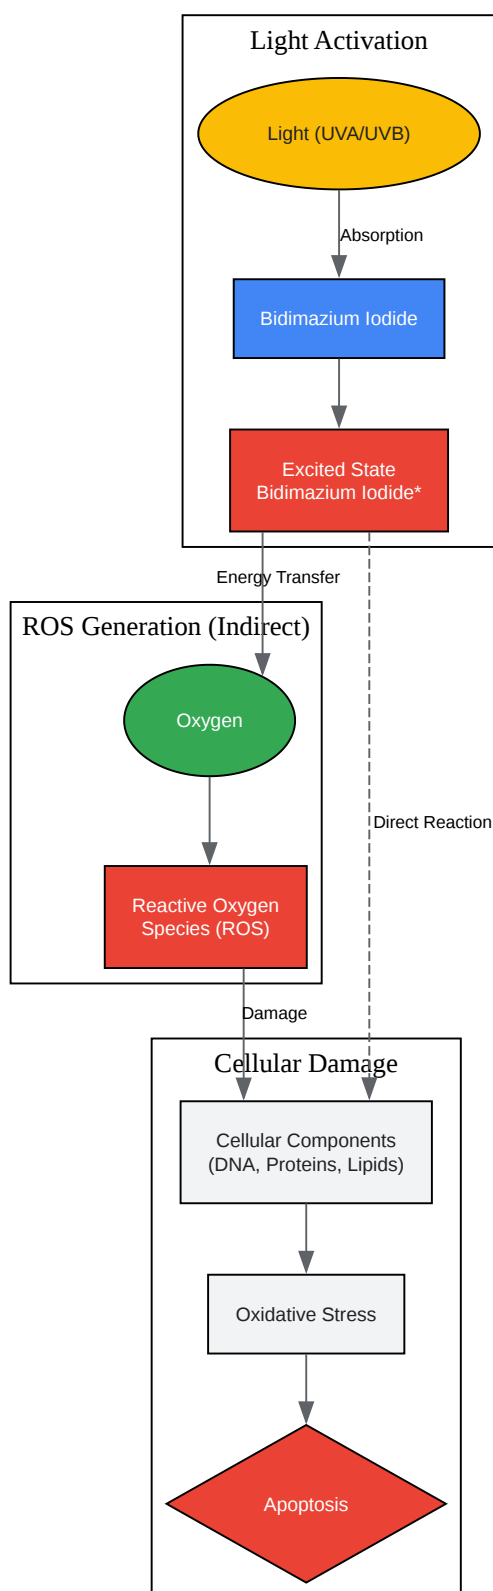 Light Activation
Light (UVA/UVB)
Absorption
Bidimazium Iodide
Excited State
Bidimazium Iodide*
Energy Transfer
ROS Generation (Indirect)
Oxygen
Direct Reaction
Reactive Oxygen
Species (ROS)
Damage
Cellular Damage
Cellular Components
(DNA, Proteins, Lipids)
Oxidative Stress
Apoptosis